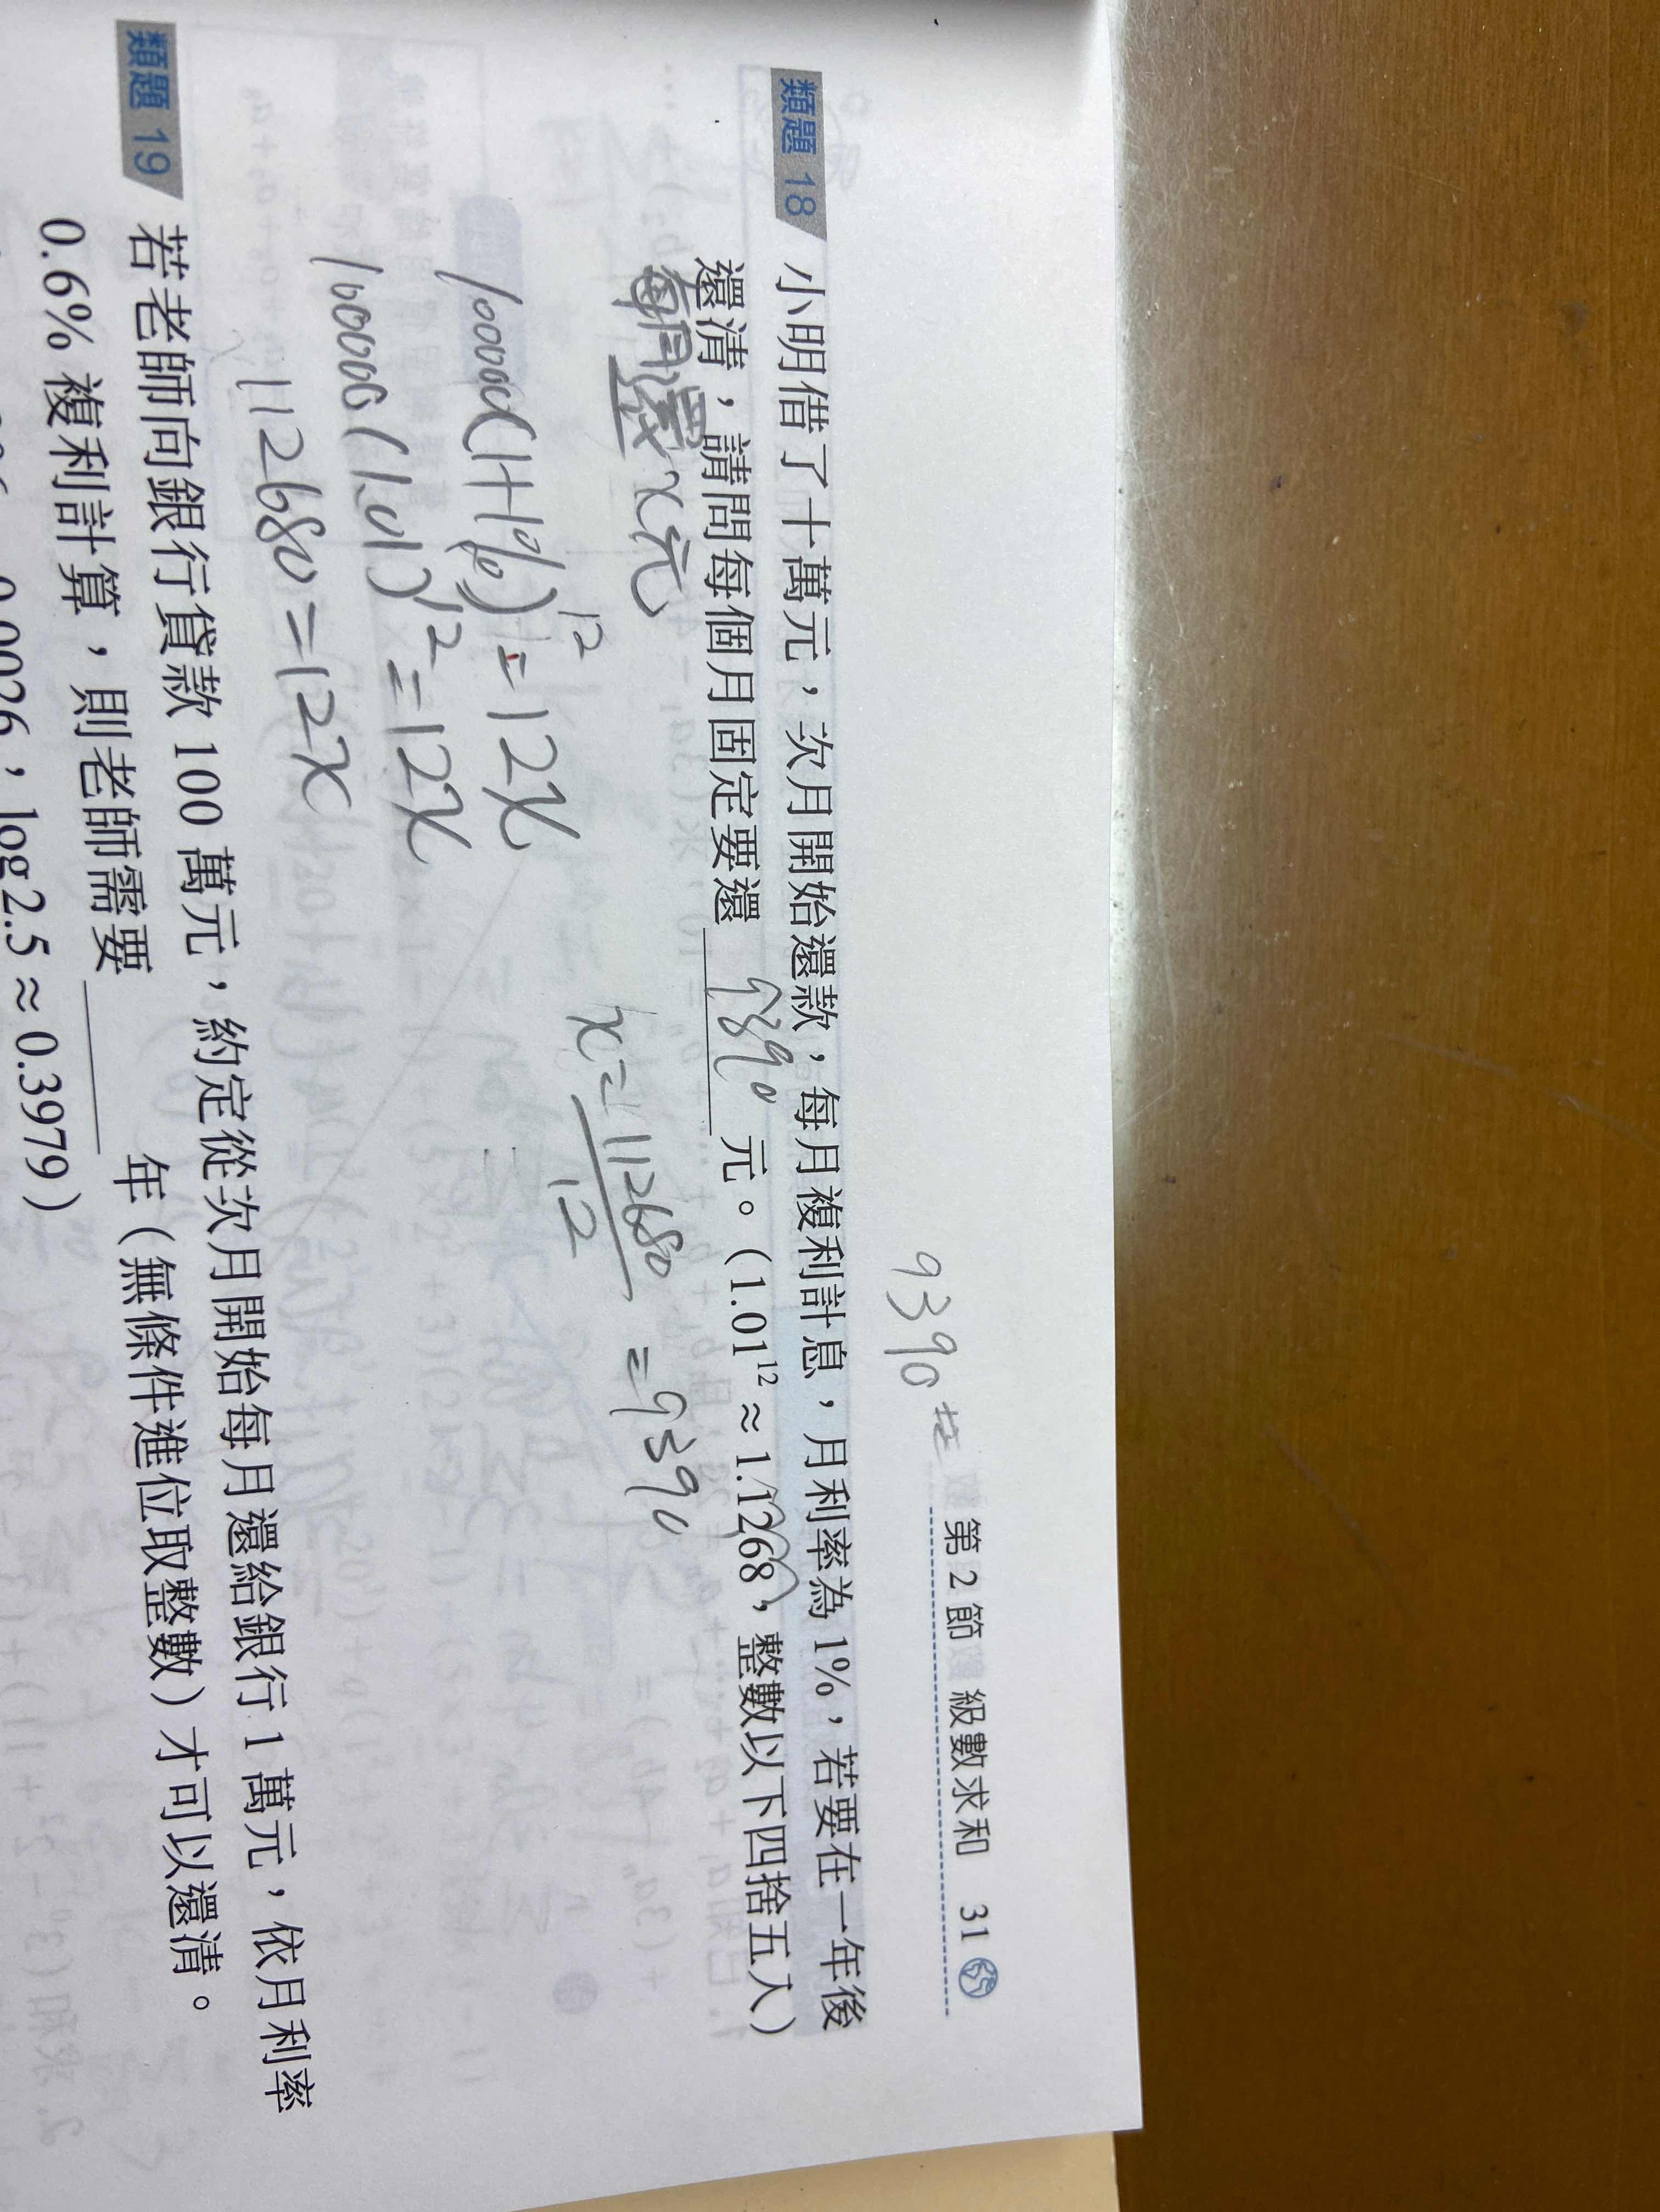 第 2 節 級數求和 31
9390
類題 18 小明借了十萬元，次月開始還款，每月複利計息，月利率為 1%，若要在一年後
還清，請問每個月固定要還 9390 元。（1.01¹² ≈ 1.1268，整數以下四捨五入）
x元
x = 112680/12 = 9390
100000(1+1%)¹² = 12x
100000(1.01)¹² = 12x
112680 = 12x
類題 19 若老師向銀行貸款 100 萬元，約定從次月開始每月還給銀行 1 萬元，依月利率
0.6% 複利計算，則老師需要 年（無條件進位取整數）才可以還清。
0.0026，log2.5 ≈ 0.3979）